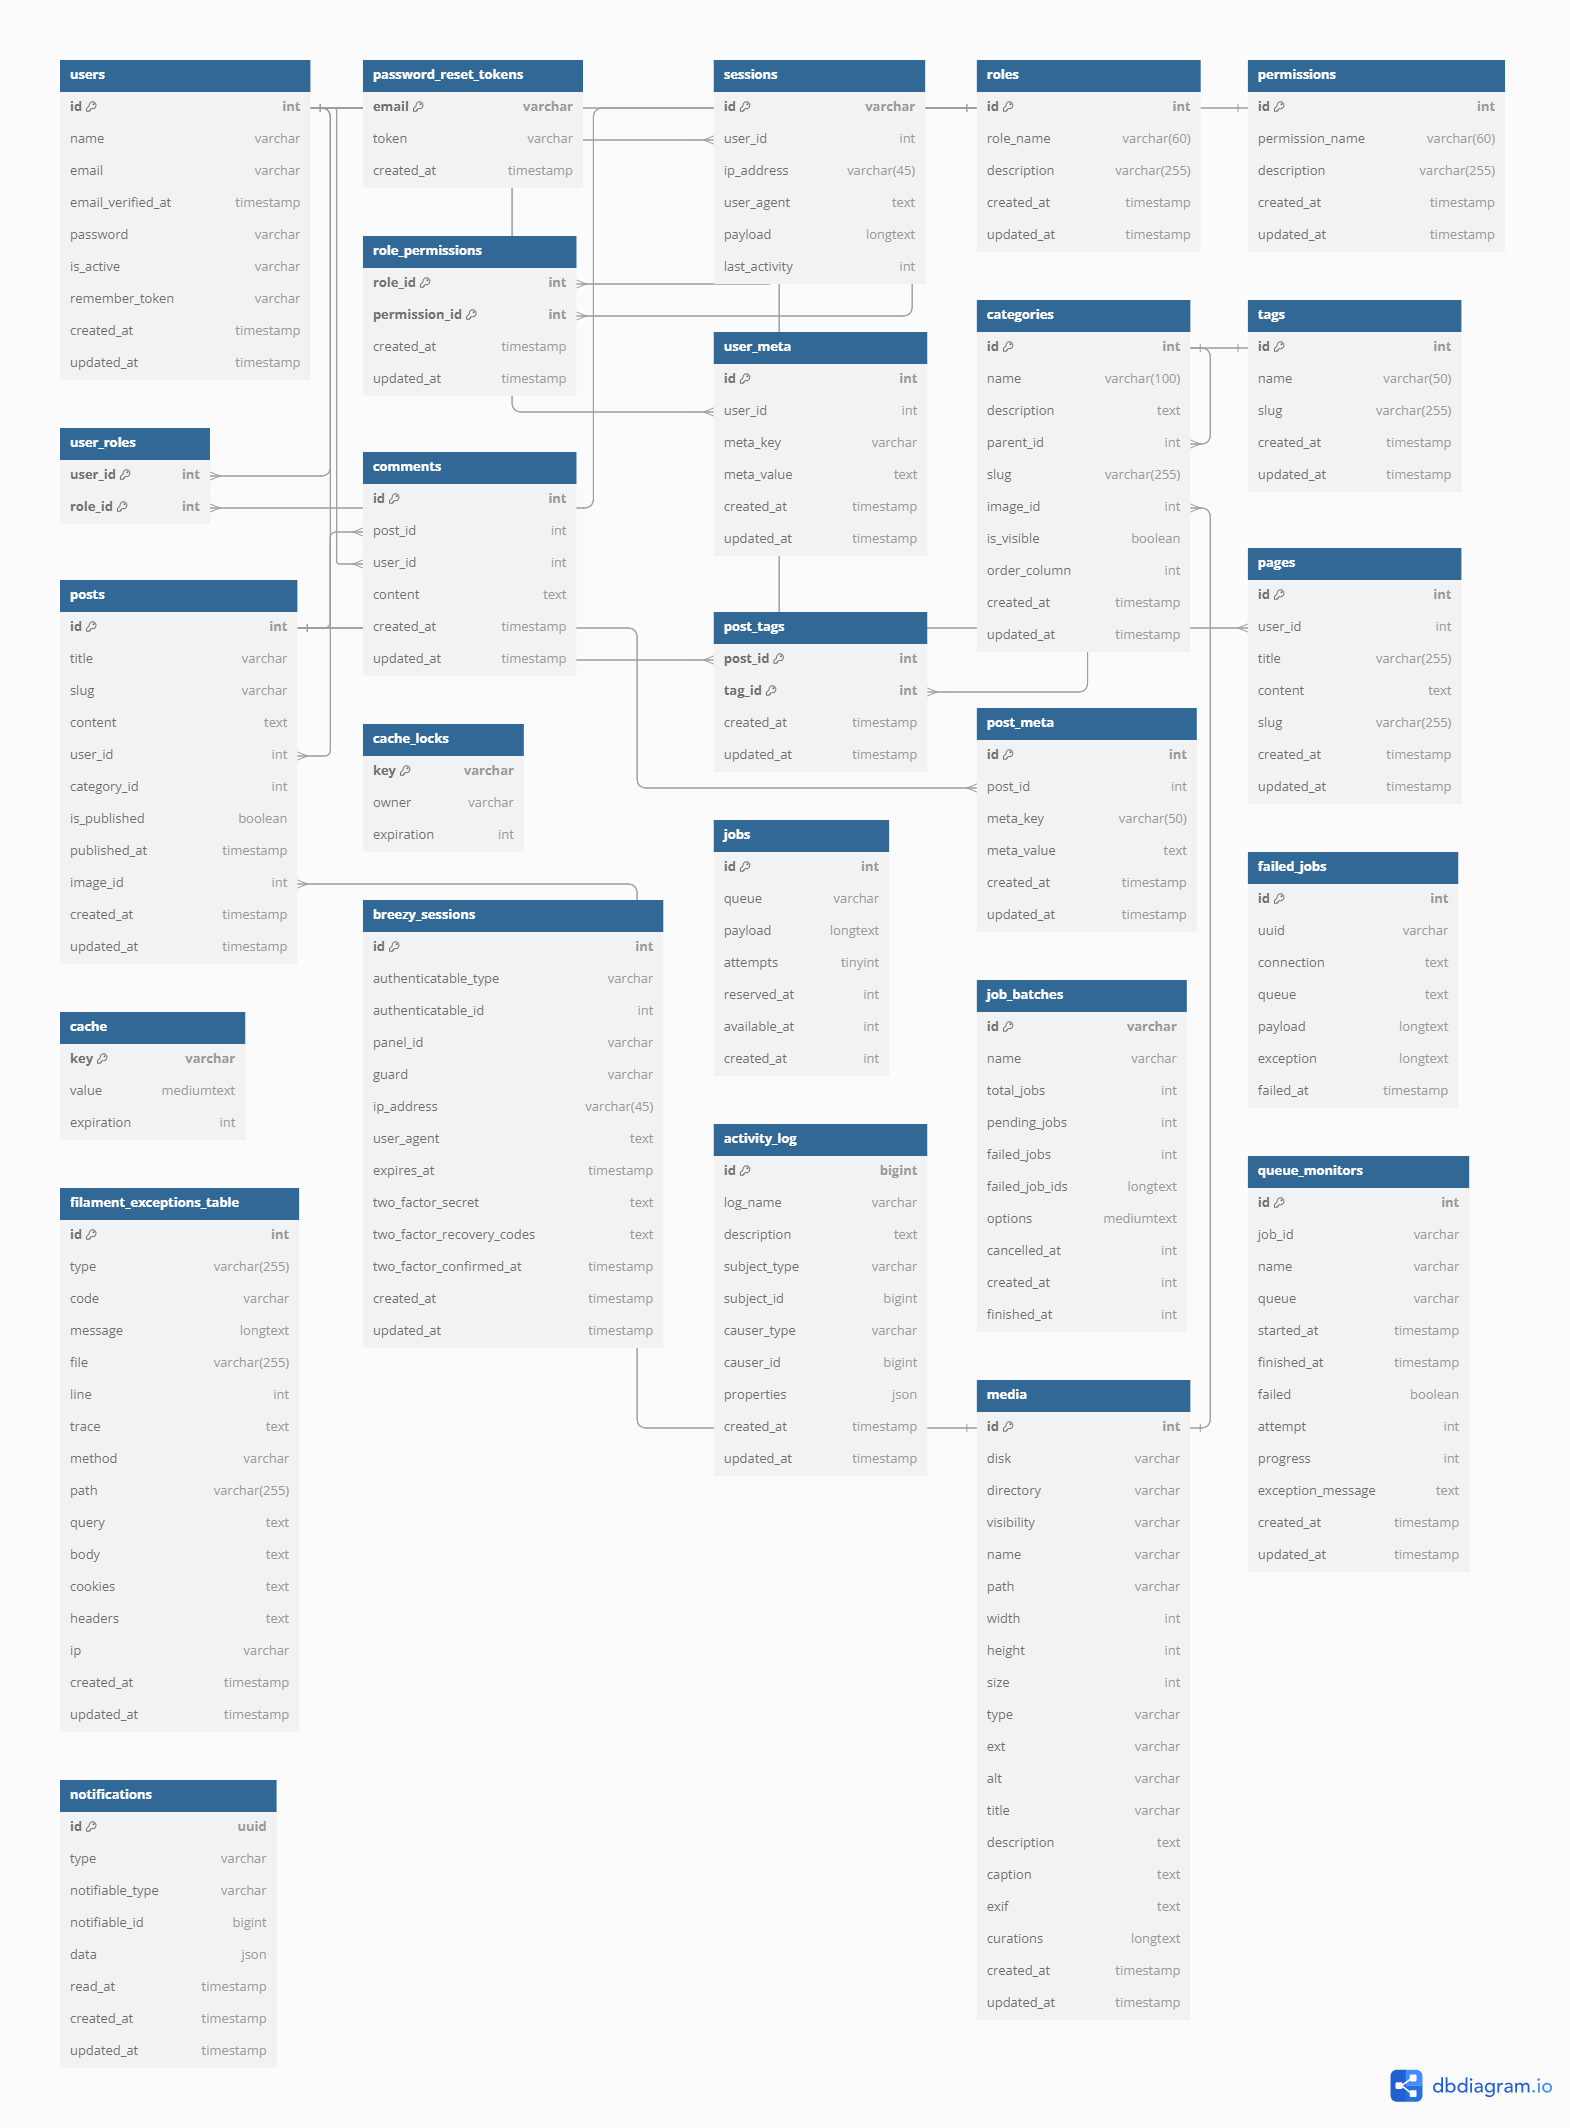 users
id int
name varchar
email varchar
email_verified_at timestamp
password varchar
is_active varchar
remember_token varchar
created_at timestamp
updated_at timestamp
password_reset_tokens
email varchar
token varchar
created_at timestamp
sessions
id varchar
user_id int
ip_address varchar(45)
user_agent text
payload longtext
last_activity int
roles
id int
role_name varchar(60)
description varchar(255)
created_at timestamp
updated_at timestamp
permissions
id int
permission_name varchar(60)
description varchar(255)
created_at timestamp
updated_at timestamp
role_permissions
role_id int
permission_id int
created_at timestamp
updated_at timestamp
user_meta
id int
user_id int
meta_key varchar
meta_value text
created_at timestamp
updated_at timestamp
categories
id int
name varchar(100)
description text
parent_id int
slug varchar(255)
image_id int
is_visible boolean
order_column int
created_at timestamp
updated_at timestamp
tags
id int
name varchar(50)
slug varchar(255)
created_at timestamp
updated_at timestamp
user_roles
user_id int
role_id int
comments
id int
post_id int
user_id int
content text
created_at timestamp
updated_at timestamp
pages
id int
user_id int
title varchar(255)
content text
slug varchar(255)
created_at timestamp
updated_at timestamp
posts
id int
title varchar
slug varchar
content text
user_id int
category_id int
is_published boolean
published_at timestamp
image_id int
created_at timestamp
updated_at timestamp
post_tags
post_id int
tag_id int
created_at timestamp
updated_at timestamp
post_meta
id int
post_id int
meta_key varchar(50)
meta_value text
created_at timestamp
updated_at timestamp
cache_locks
key varchar
owner varchar
expiration int
jobs
id int
queue varchar
payload longtext
attempts tinyint
reserved_at int
available_at int
created_at int
failed_jobs
id int
uuid varchar
connection text
queue text
payload longtext
exception longtext
failed_at timestamp
breezy_sessions
id int
authenticatable_type varchar
authenticatable_id int
panel_id varchar
guard varchar
ip_address varchar(45)
user_agent text
expires_at timestamp
two_factor_secret text
two_factor_recovery_codes text
two_factor_confirmed_at timestamp
created_at timestamp
updated_at timestamp
job_batches
id varchar
name varchar
total_jobs int
pending_jobs int
failed_jobs int
failed_job_ids longtext
options mediumtext
cancelled_at int
created_at int
finished_at int
cache
key varchar
value mediumtext
expiration int
activity_log
id bigint
log_name varchar
description text
subject_type varchar
subject_id bigint
causer_type varchar
causer_id bigint
properties json
created_at timestamp
updated_at timestamp
queue_monitors
id int
job_id varchar
name varchar
queue varchar
started_at timestamp
finished_at timestamp
failed boolean
attempt int
progress int
exception_message text
created_at timestamp
updated_at timestamp
filament_exceptions_table
id int
type varchar(255)
code varchar
message longtext
file varchar(255)
line int
trace text
method varchar
path varchar(255)
query text
body text
cookies text
headers text
ip varchar
created_at timestamp
updated_at timestamp
media
id int
disk varchar
directory varchar
visibility varchar
name varchar
path varchar
width int
height int
size int
type varchar
ext varchar
alt varchar
title varchar
description text
caption text
exif text
curations longtext
created_at timestamp
updated_at timestamp
notifications
id uuid
type varchar
notifiable_type varchar
notifiable_id bigint
data json
read_at timestamp
created_at timestamp
updated_at timestamp
dbdiagram.io